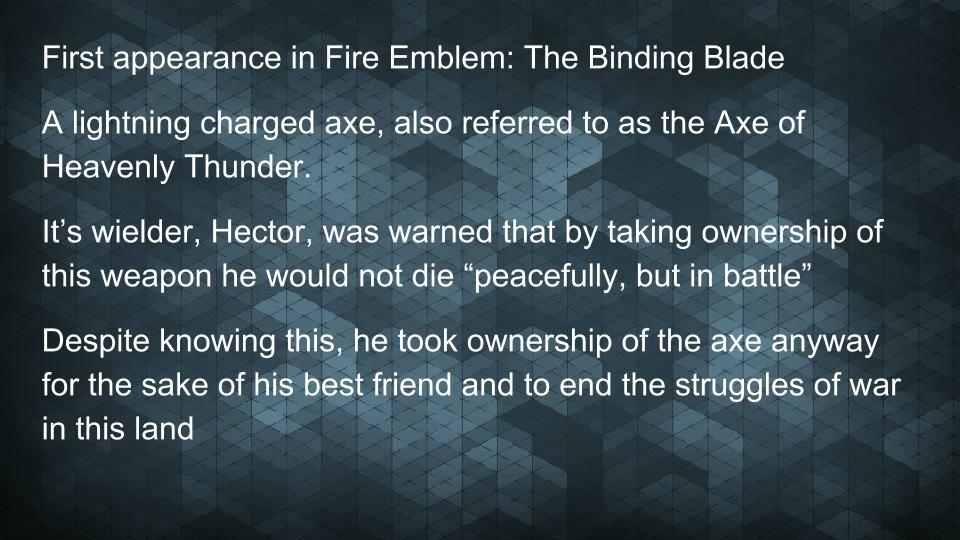 First appearance in Fire Emblem: The Binding Blade
A lightning charged axe, also referred to as the Axe of
Heavenly Thunder.
It’s wielder, Hector, was warned that by taking ownership of
this weapon he would not die “peacefully, but in battle”
Despite knowing this, he took ownership of the axe anyway
for the sake of his best friend and to end the struggles of war
in this land